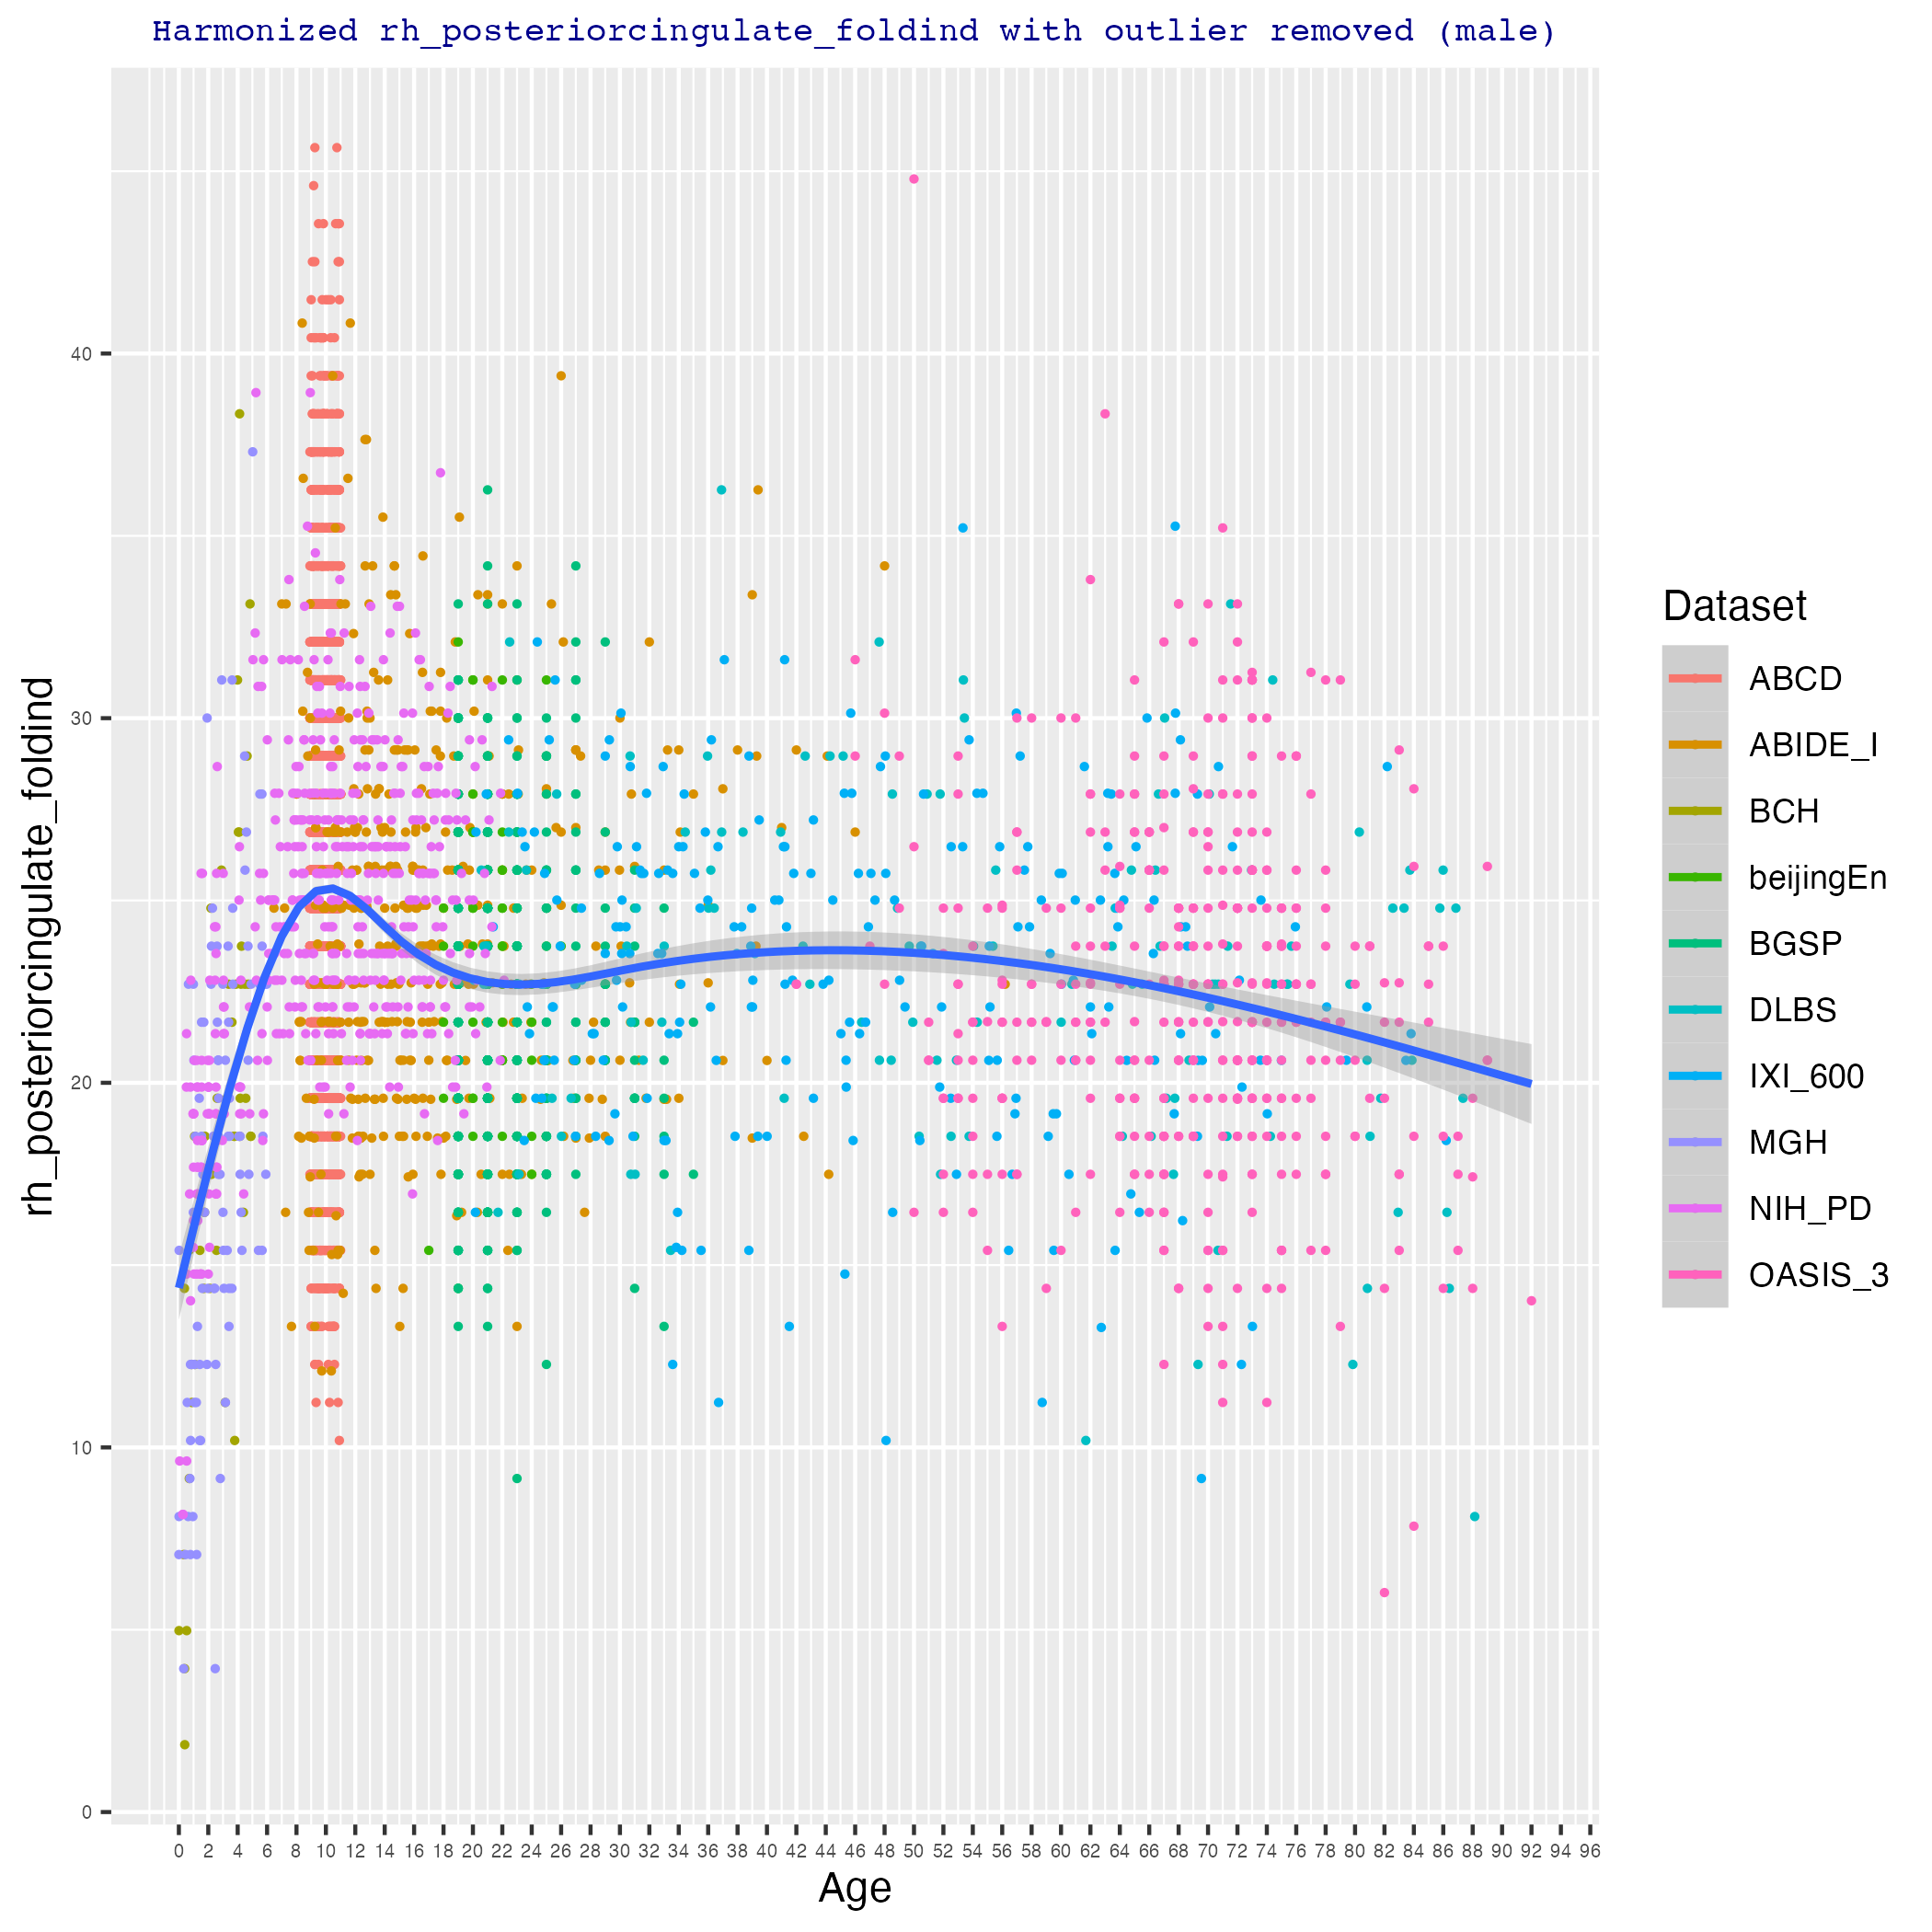 Harmonized rh_posteriorcingulate_foldind with outlier removed (male)
rh_posteriorcingulate_foldind
40
30
20
10
0
0 2 4 6 8 10 12 14 16 18 20 22 24 26 28 30 32 34 36 38 40 42 44 46 48 50 52 54 56 58 60 62 64 66 68 70 72 74 76 78 80 82 84 86 88 90 92 94 96
Age
Dataset
ABCD
ABIDE_I
BCH
beijingEn
BGSP
DLBS
IXI_600
MGH
NIH_PD
OASIS_3